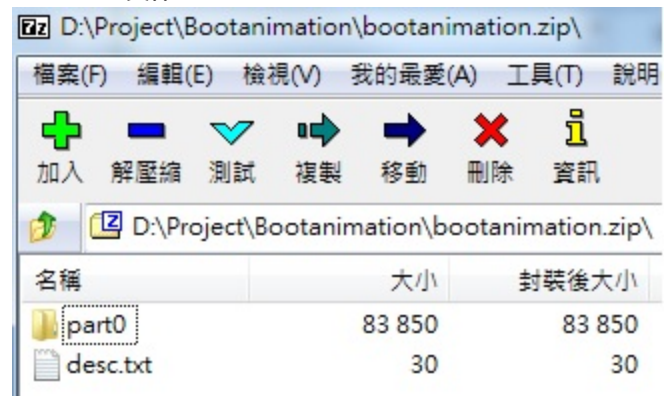 D:\Project\Bootanimation\bootanimation.zip\
檔案(F) 編輯(E) 檢視(V) 我的最愛(A) 工具(T) 說明
加入 解壓縮 測試 複製 移動 刪除 資訊
D:\Project\Bootanimation\bootanimation.zip\
名稱 大小 封裝後大小
part0 83 850 83 850
desc.txt 30 30